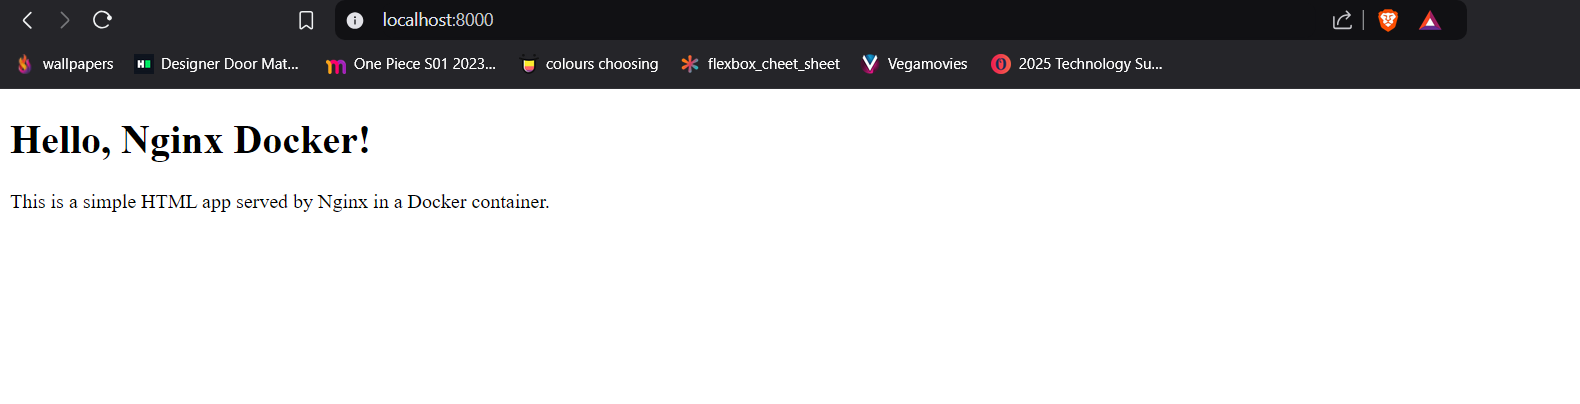 localhost:8000
wallpapers Designer Door Mat... One Piece S01 2023... colours choosing flexbox_cheet_sheet Vegamovies 2025 Technology Su...
Hello, Nginx Docker!
This is a simple HTML app served by Nginx in a Docker container.